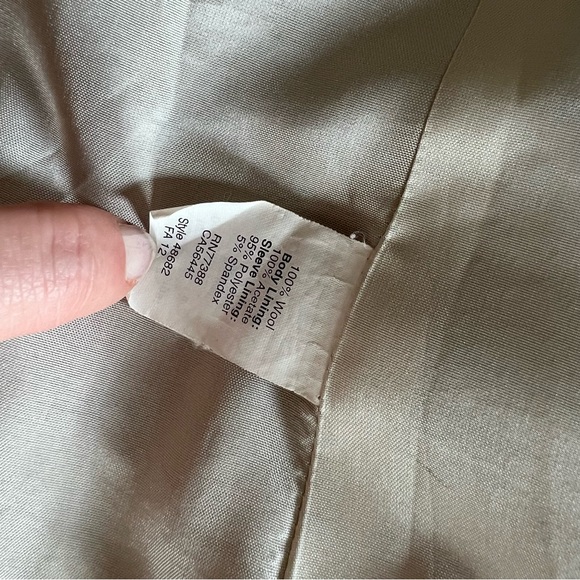 100% Wool
Body Lining:
100% Acetate
Sleeve Lining:
95% Polyester
5% Spandex
RN77388
CA56445
Style 48682
FA 12